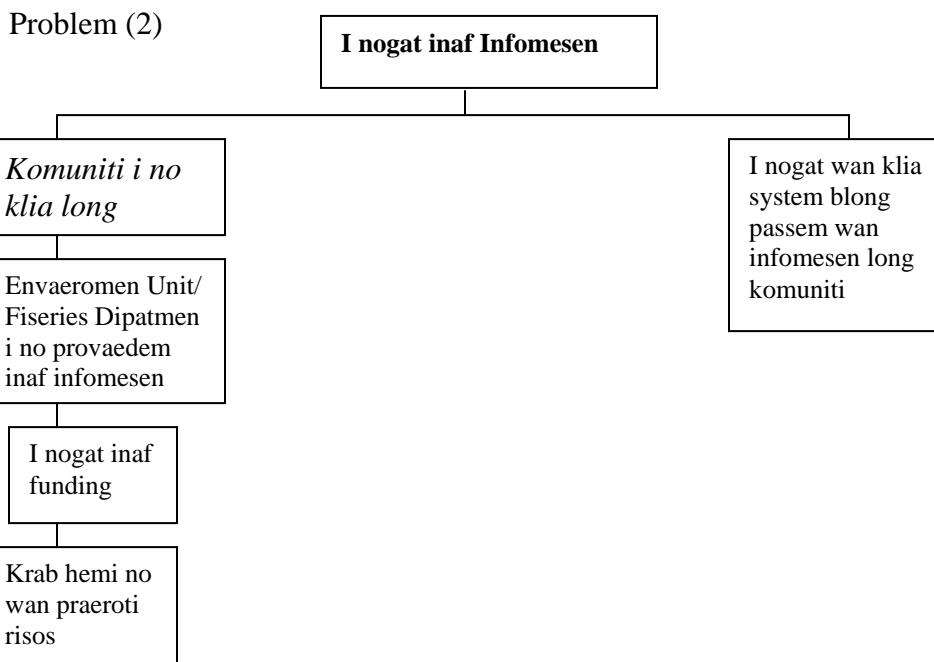 Problem (2)
I nogat inaf Infomesen
Komuniti i no
klia long
Envaeromen Unit/
Fiseries Dipatmen
i no provaedem
inaf infomesen
I nogat inaf
funding
Krab hemi no
wan praeroti
risos
I nogat wan klia
system blong
passem wan
infomesen long
komuniti